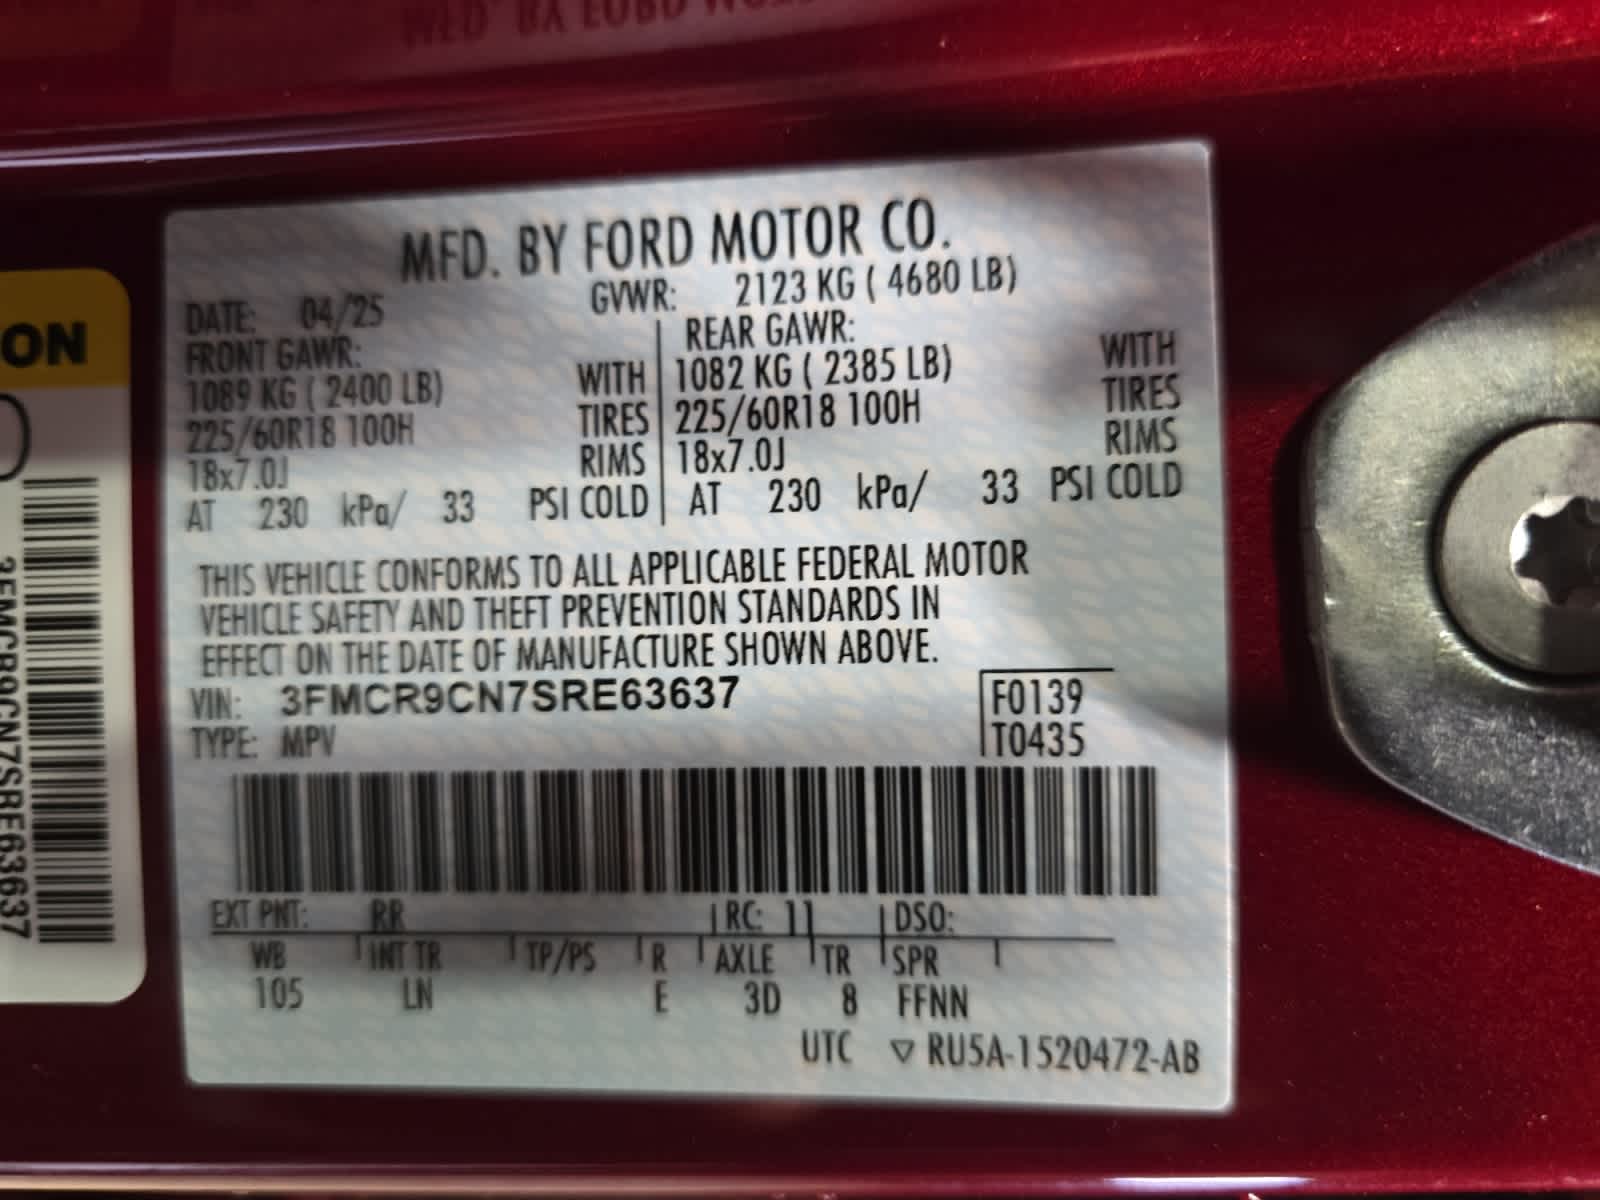 MFD. BY FORD MOTOR CO.
DATE: 04/25 GVWR: 2123 KG ( 4680 LB)
FRONT GAWR: REAR GAWR:
1089 KG ( 2400 LB) WITH 1082 KG ( 2385 LB) WITH
225/60R18 100H TIRES 225/60R18 100H TIRES
18x7.0J RIMS 18x7.0J RIMS
AT 230 kPa/ 33 PSI COLD AT 230 kPa/ 33 PSI COLD
THIS VEHICLE CONFORMS TO ALL APPLICABLE FEDERAL MOTOR
VEHICLE SAFETY AND THEFT PREVENTION STANDARDS IN
EFFECT ON THE DATE OF MANUFACTURE SHOWN ABOVE.
VIN: 3FMCR9CN7SRE63637 F0139
TYPE: MPV T0435
EXT PNT: RR RC: 11 DSO:
WB INT TR TP/PS R AXLE TR SPR
105 LN E 3D 8 FFNN
UTC ▽ RU5A-1520472-AB
ON
3FMCR9CN7SRE63637